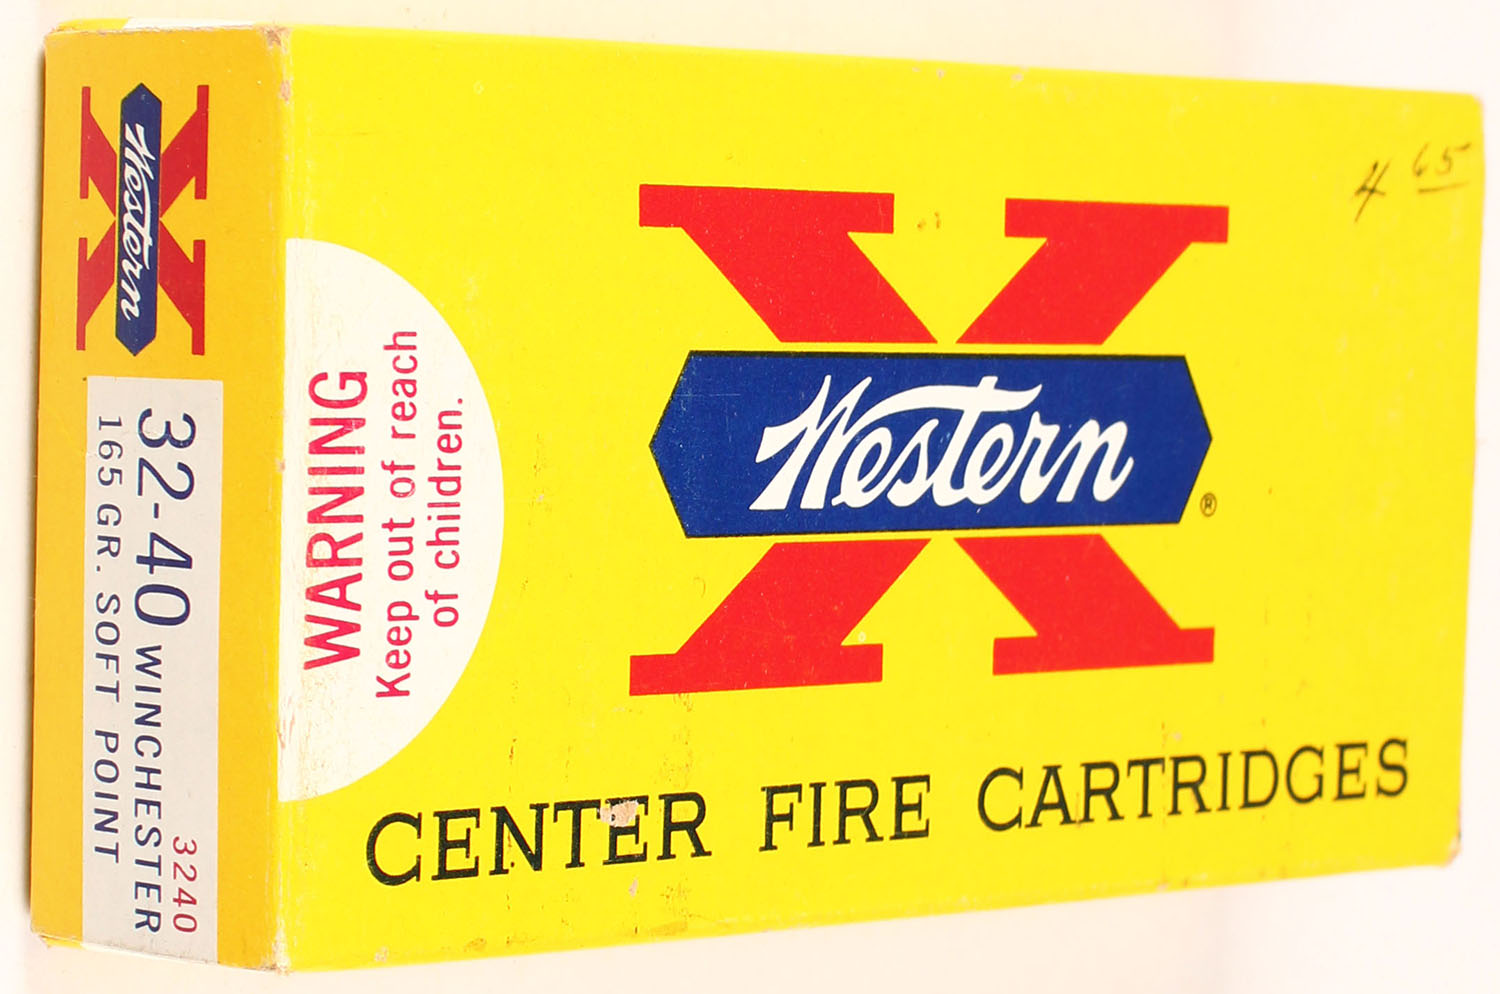 Western
32-40 WINCHESTER
165 GR. SOFT POINT
3240
WARNING
Keep out of reach
of children.
4 65
Western
®
CENTER FIRE CARTRIDGES